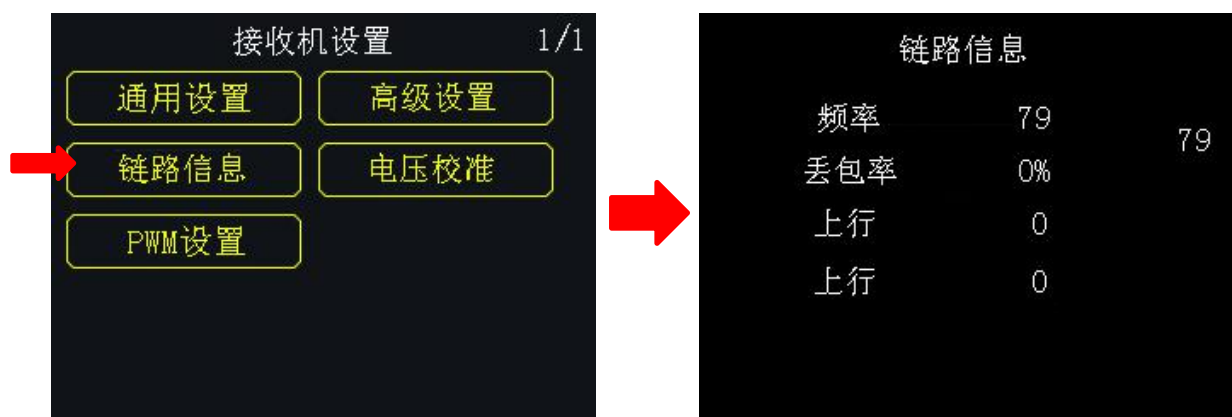 接收机设置 1/1
通用设置 高级设置
链路信息 电压校准
PWM设置
链路信息
频率 79
79
丢包率 0%
上行 0
上行 0